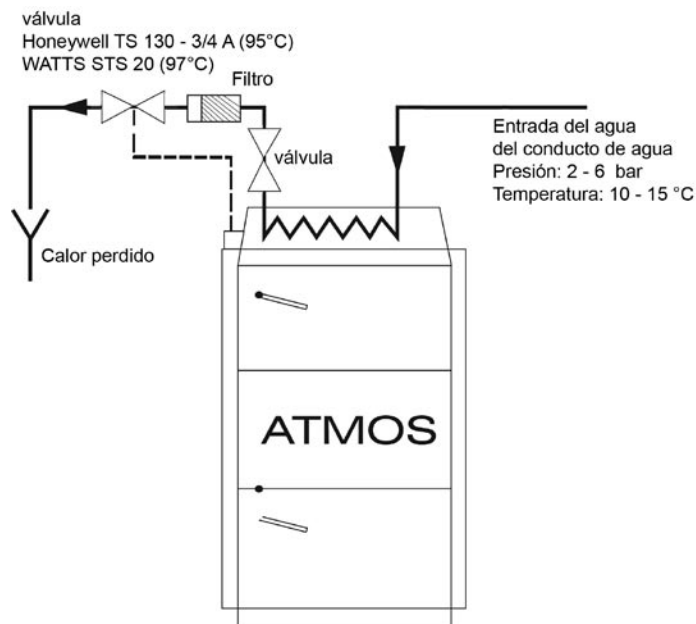 válvula
Honeywell TS 130 - 3/4 A (95°C)
WATTS STS 20 (97°C)
Filtro
válvula
Entrada del agua
del conducto de agua
Presión: 2 - 6 bar
Temperatura: 10 - 15 °C
Calor perdido
ATMOS